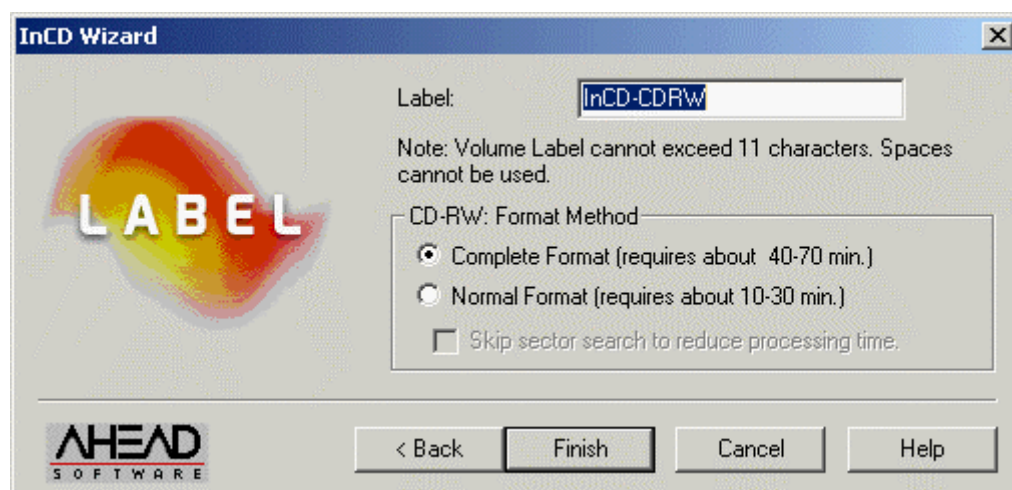 InCD Wizard
Label: InCD-CDRW
Note: Volume Label cannot exceed 11 characters. Spaces
cannot be used.
LABEL
CD-RW: Format Method
Complete Format (requires about 40-70 min.)
Normal Format (requires about 10-30 min.)
Skip sector search to reduce processing time.
AHEAD
SOFTWARE
< Back Finish Cancel Help